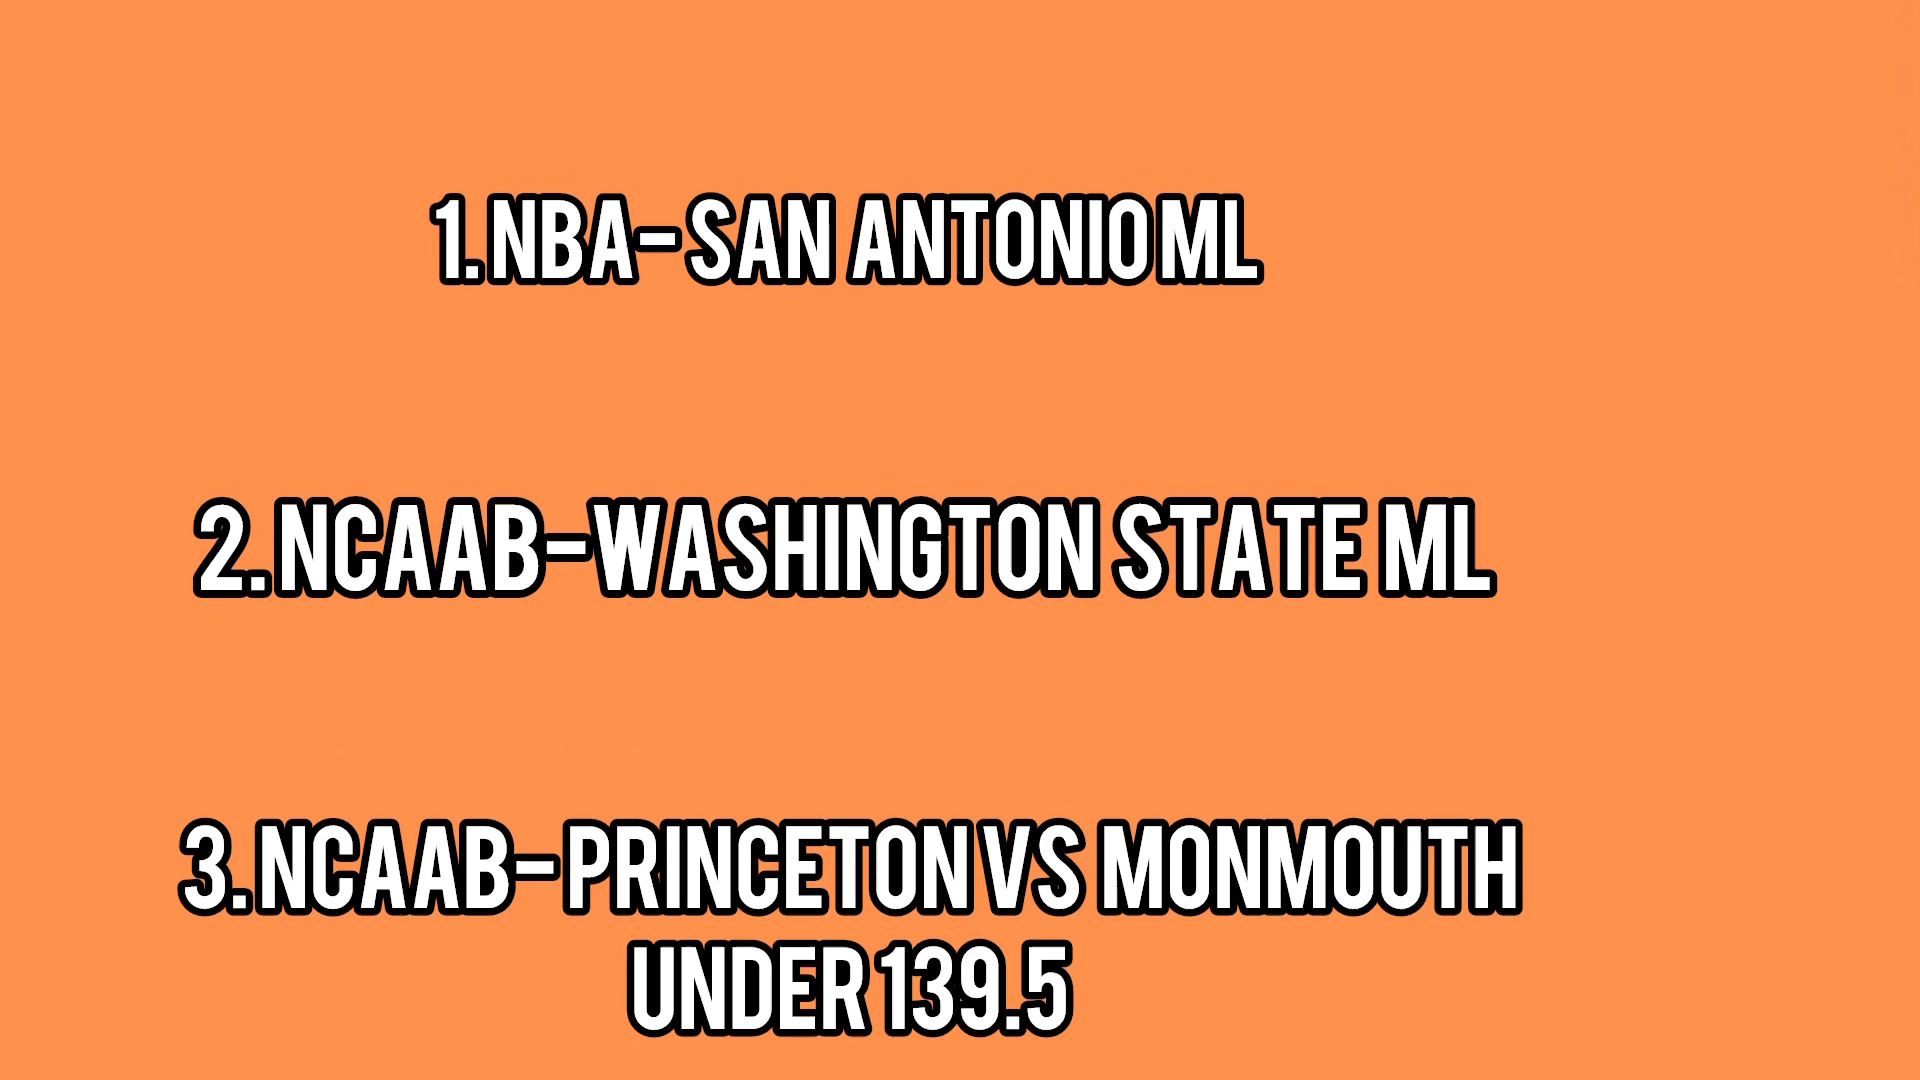 1. NBA- SAN ANTONIO ML
2. NCAAB-WASHINGTON STATE ML
3. NCAAB- PRINCETON VS MONMOUTH
UNDER 139.5